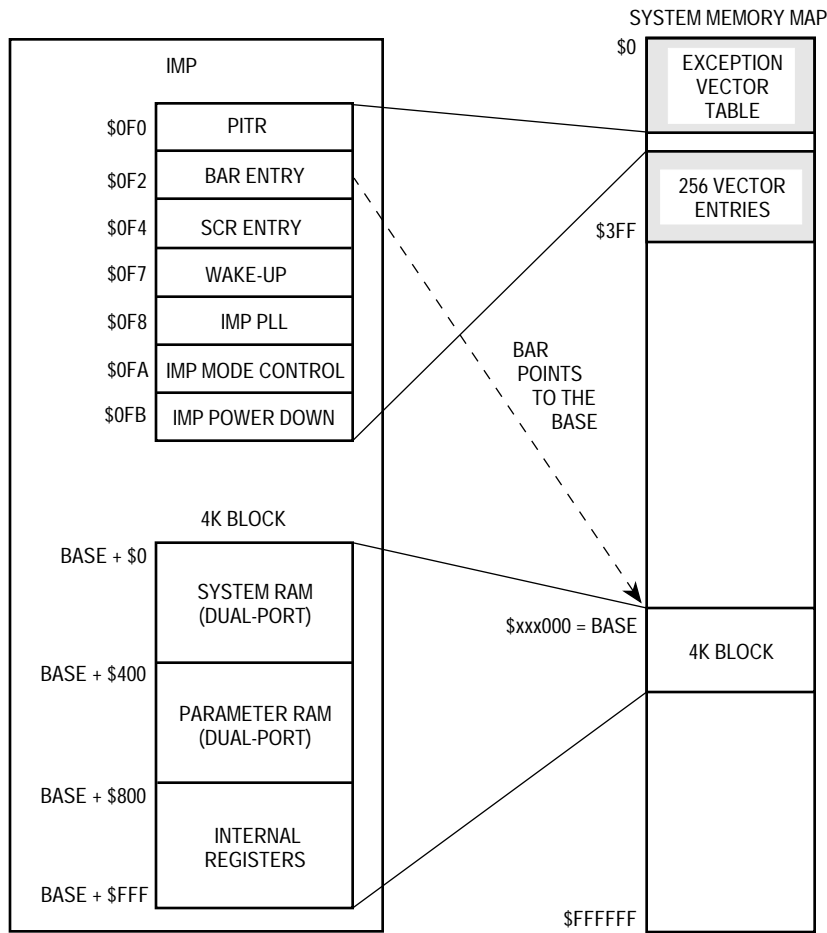 SYSTEM MEMORY MAP
$0
EXCEPTION
VECTOR
TABLE
256 VECTOR
ENTRIES
$3FF
IMP
$0F0
PITR
$0F2
BAR ENTRY
$0F4
SCR ENTRY
$0F7
WAKE-UP
$0F8
IMP PLL
$0FA
IMP MODE CONTROL
$0FB
IMP POWER DOWN
BAR
POINTS
TO THE
BASE
4K BLOCK
BASE + $0
SYSTEM RAM
(DUAL-PORT)
BASE + $400
PARAMETER RAM
(DUAL-PORT)
BASE + $800
INTERNAL
REGISTERS
BASE + $FFF
$xxx000 = BASE
4K BLOCK
$FFFFFF